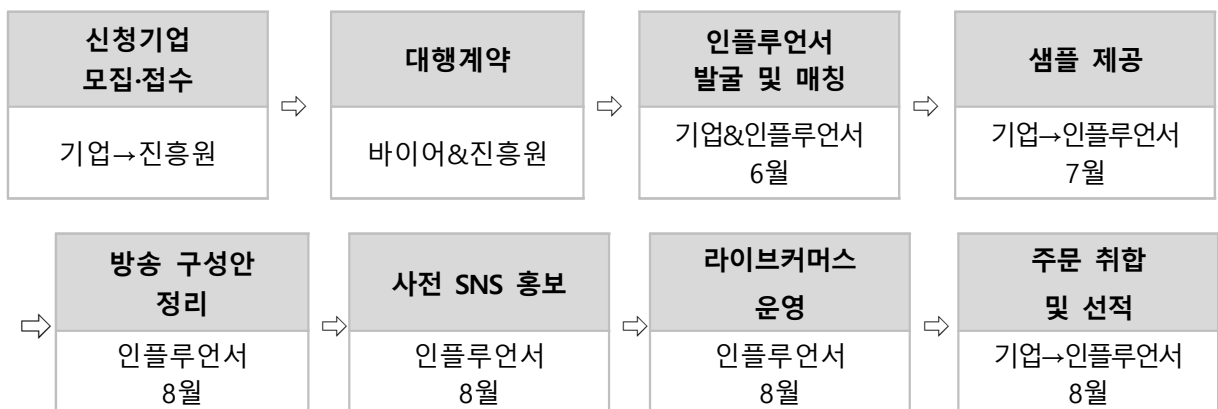 신청기업
모집·접수
기업→진흥원
⇨
대행계약
바이어&진흥원
⇨
인플루언서
발굴 및 매칭
기업&인플루언서
6월
⇨
샘플 제공
기업→인플루언서
7월
⇨
방송 구성안
정리
인플루언서
8월
⇨
사전 SNS 홍보
인플루언서
8월
⇨
라이브커머스
운영
인플루언서
8월
⇨
주문 취합
및 선적
기업→인플루언서
8월